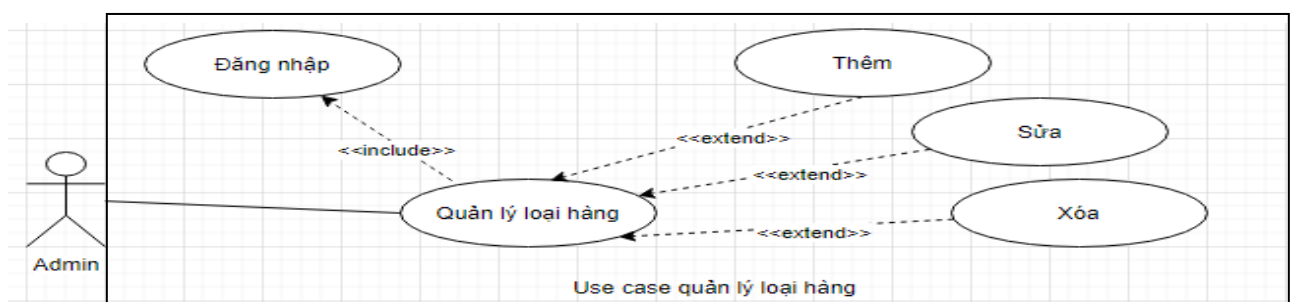 Đăng nhập
Thêm
<<extend>>
Sửa
<<include>>
<<extend>>
Quản lý loại hàng
Xóa
<<extend>>
Admin
Use case quản lý loại hàng